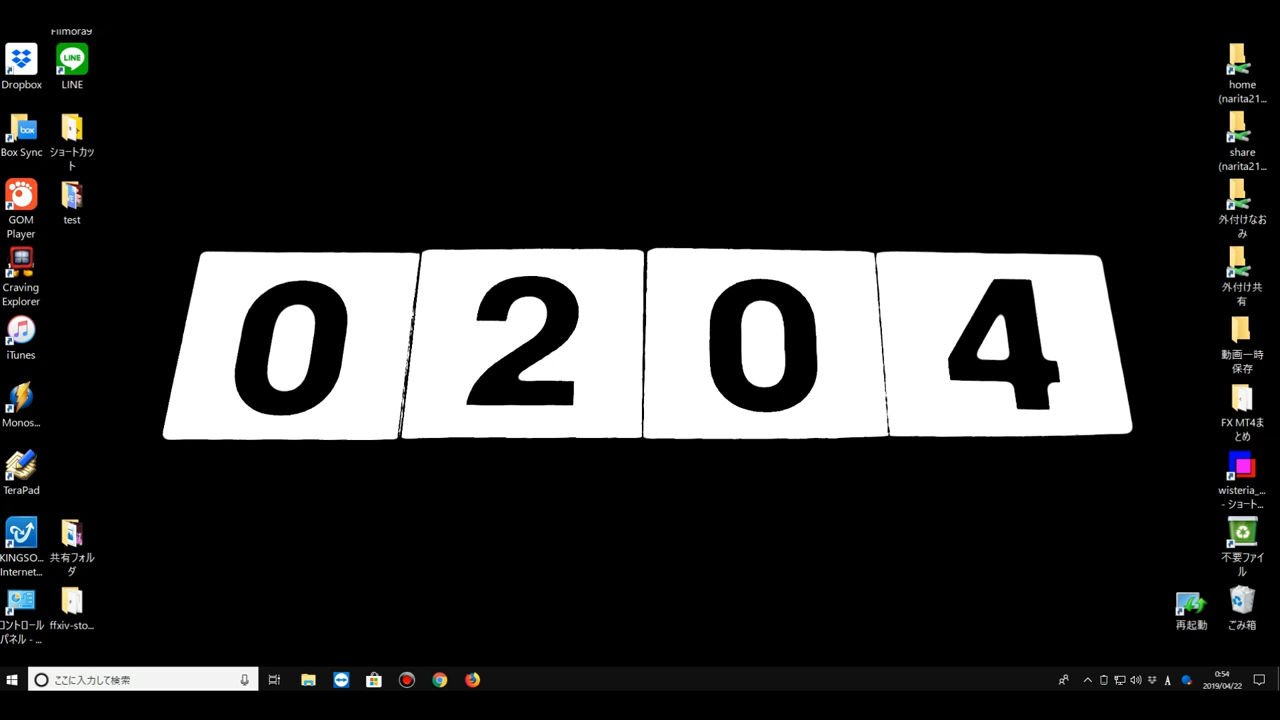 Filmora9
Dropbox
LINE
Box Sync
ショートカッ
ト
GOM
Player
test
Craving
Explorer
iTunes
Monos...
TeraPad
KINGSO...
Internet...
共有フォル
ダ
コントロール
パネル - ...
ffxiv-sto...
0204
home
(narita21...
share
(narita21...
外付けなお
み
外付け共
有
動画一時
保存
FX MT4ま
とめ
wisteria_...
- ショート...
不要ファイ
ル
再起動
ごみ箱
ここに入力して検索
A
0:54
2019/04/22